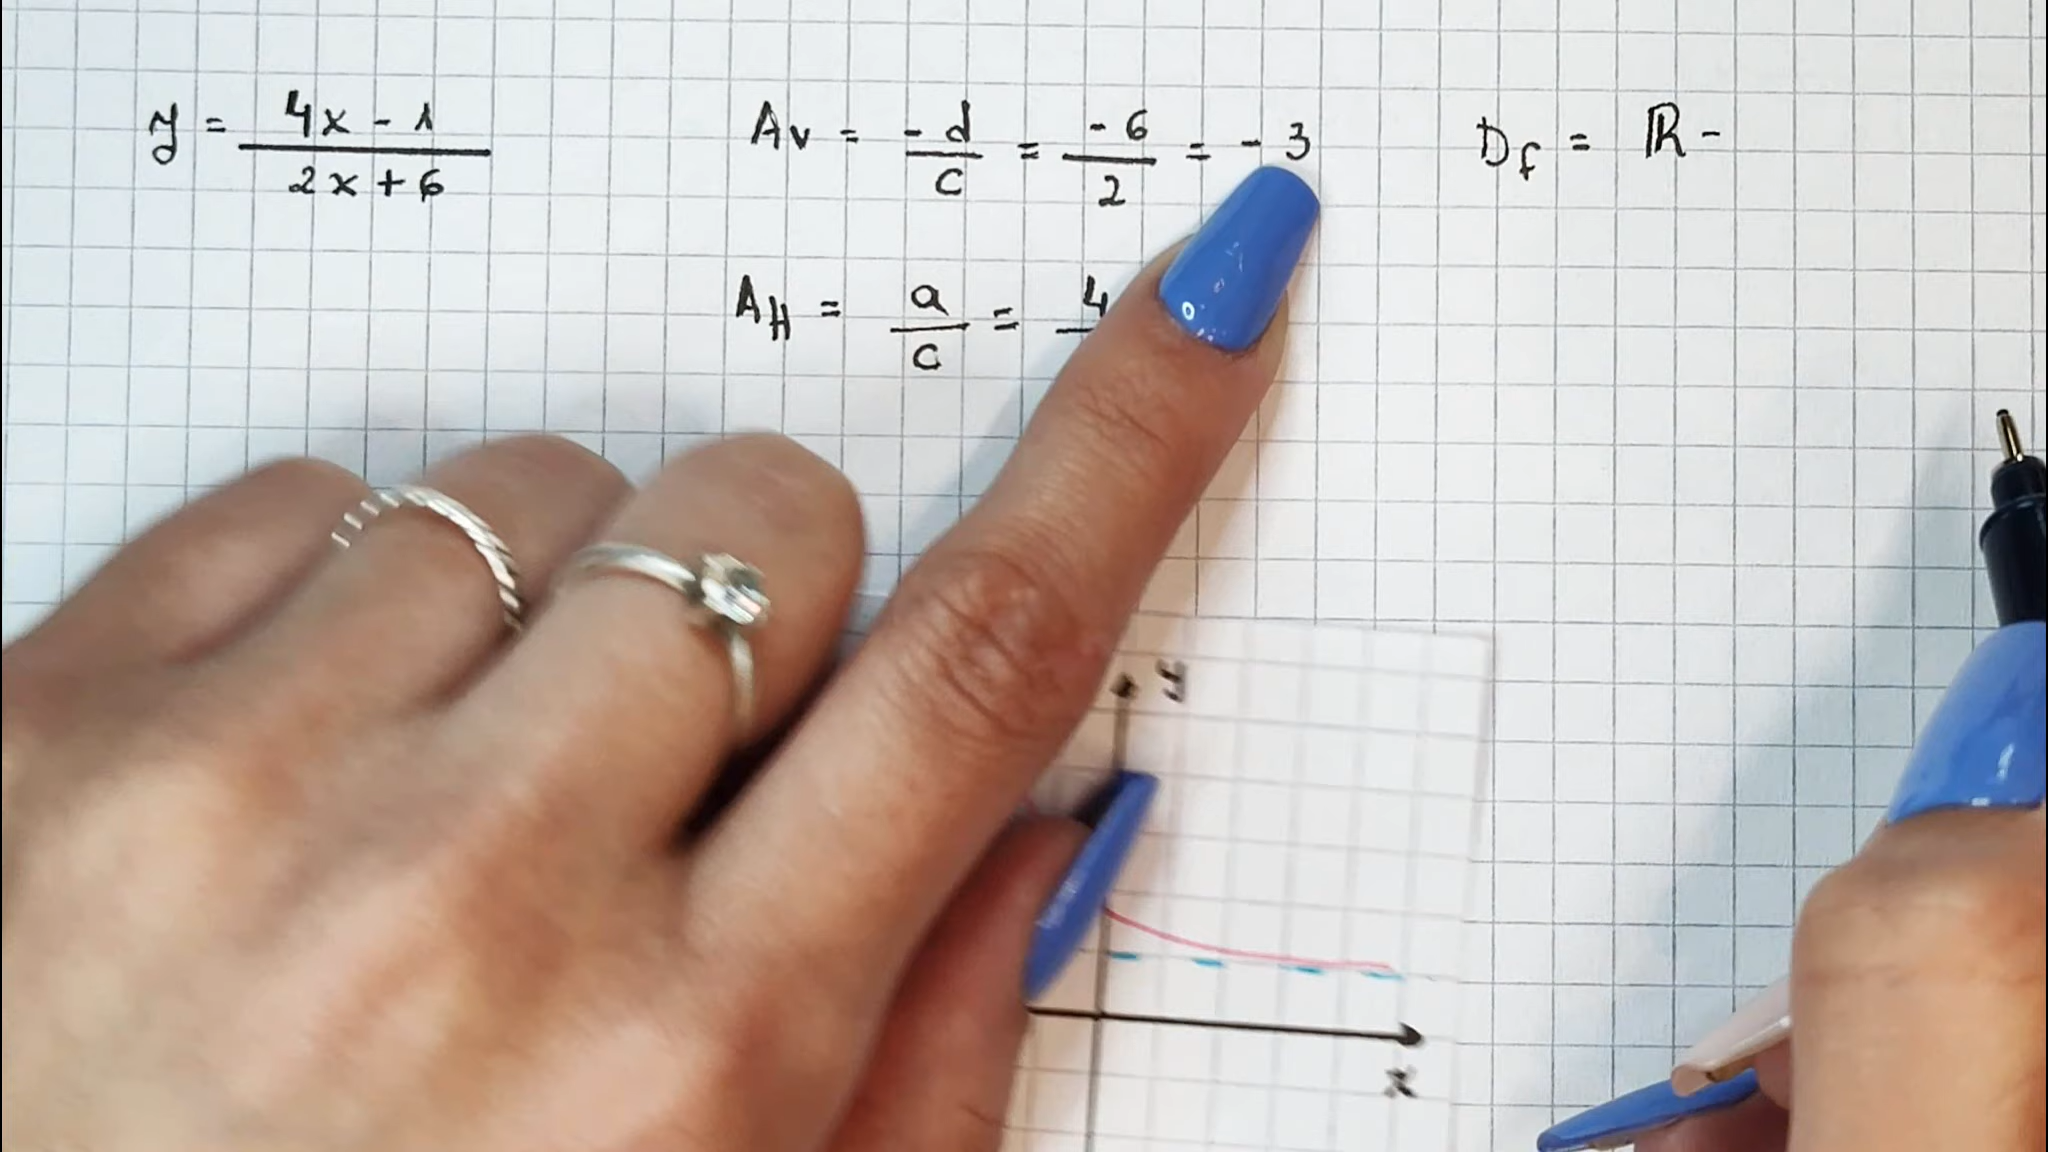 y = (4x - 1)/(2x + 6)
Av = -d/c = -6/2 = -3
Df = ℝ -
AH = a/c = 4
y
x